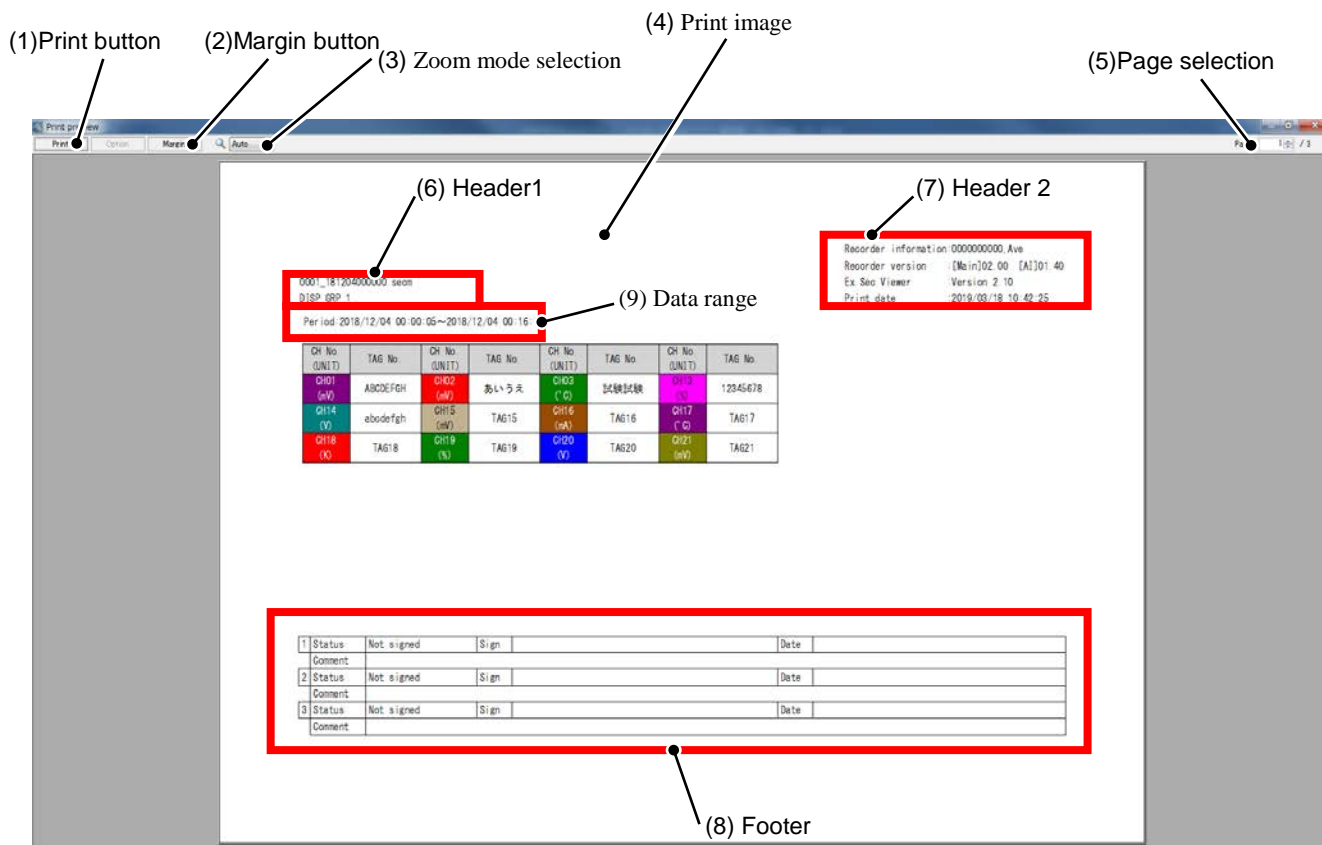 (4) Print image
(1)Print button
(2)Margin button
(3) Zoom mode selection
(5)Page selection
Print preview
Print
Option
Margin
Auto
1 / 3
(6) Header1
(7) Header 2
Recorder information:0000000000,Ave
Recorder version :[Main]02.00 [AI]01.40
Ex Sec Viewer :Version 2.10
Print date :2019/03/18 10:42:25
0001_181204000000.secm
DISP GRP 1
(9) Data range
Period:2018/12/04 00:00:05～2018/12/04 00:16:
CH No. (UNIT) TAG No. CH No. (UNIT) TAG No. CH No. (UNIT) TAG No. CH No. (UNIT) TAG No.
CH01 (mV) ABCDEFGH CH02 (mV) あいうえ CH03 (℃) 試験試験 CH13 (%) 12345678
CH14 (V) abcdefgh CH15 (mV) TAG15 CH16 (mA) TAG16 CH17 (℃) TAG17
CH18 (K) TAG18 CH19 (%) TAG19 CH20 (V) TAG20 CH21 (mV) TAG21
1 Status Not signed Sign Date
Comment
2 Status Not signed Sign Date
Comment
3 Status Not signed Sign Date
Comment
(8) Footer